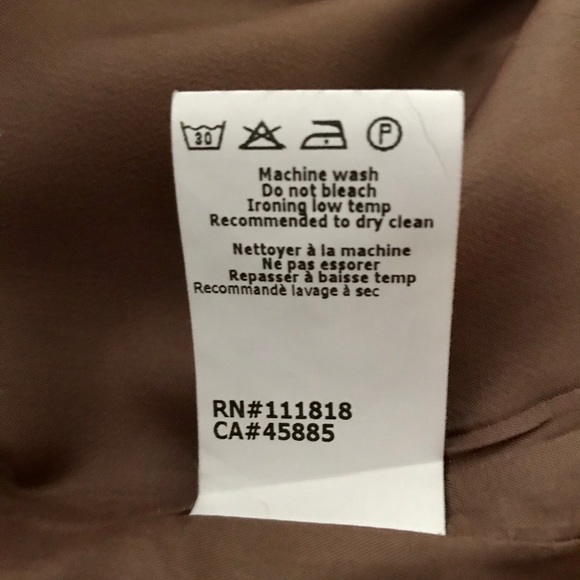 30
P
Machine wash
Do not bleach
Ironing low temp
Recommended to dry clean
Nettoyer à la machine
Ne pas essorer
Repasser à baisse temp
Recommandè lavage à sec
RN#111818
CA#45885